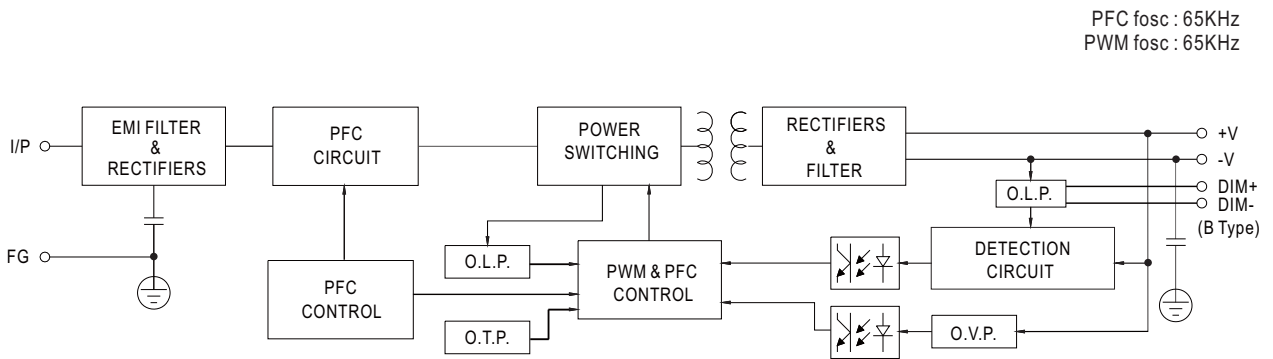 PFC fosc : 65KHz
PWM fosc : 65KHz
I/P
EMI FILTER
&
RECTIFIERS
PFC
CIRCUIT
POWER
SWITCHING
RECTIFIERS
&
FILTER
+V
-V
O.L.P.
DIM+
DIM-
(B Type)
FG
PFC
CONTROL
O.L.P.
O.T.P.
PWM & PFC
CONTROL
DETECTION
CIRCUIT
O.V.P.